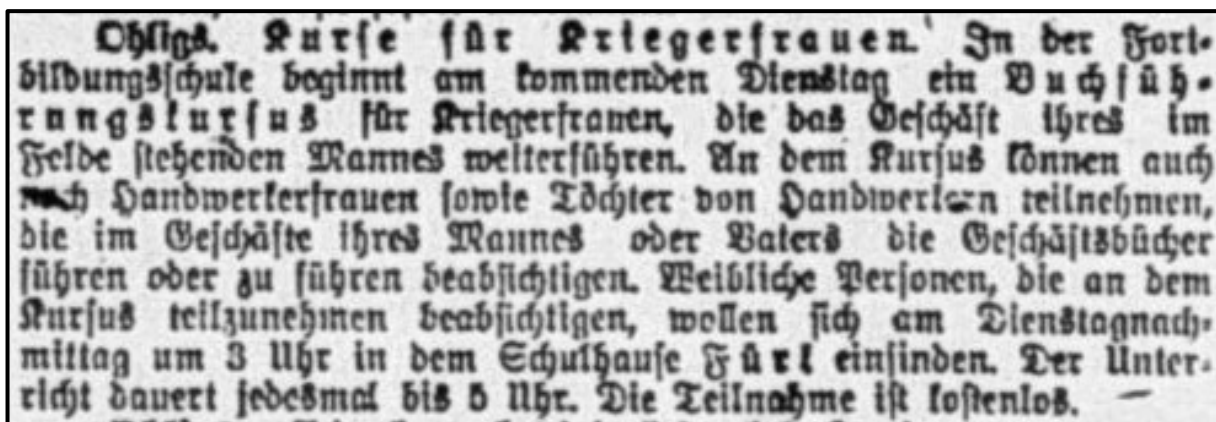 Ohligs. Kurse für Kriegerfrauen. In der Fort-
bildungsschule beginnt am kommenden Dienstag ein Buchfüh-
rungskursus für Kriegerfrauen, die das Geschäft ihres im
Felde stehenden Mannes weiterführen. An dem Kursus können auch
noch Handwerkerfrauen sowie Töchter von Handwerkern teilnehmen,
die im Geschäfte ihres Mannes oder Vaters die Geschäftsbücher
führen oder zu führen beabsichtigen. Weibliche Personen, die an dem
Kursus teilzunehmen beabsichtigen, wollen sich am Dienstagnach-
mittag um 3 Uhr in dem Schulhause Fürk einfinden. Der Unter-
richt dauert jedesmal bis 5 Uhr. Die Teilnahme ist kostenlos.